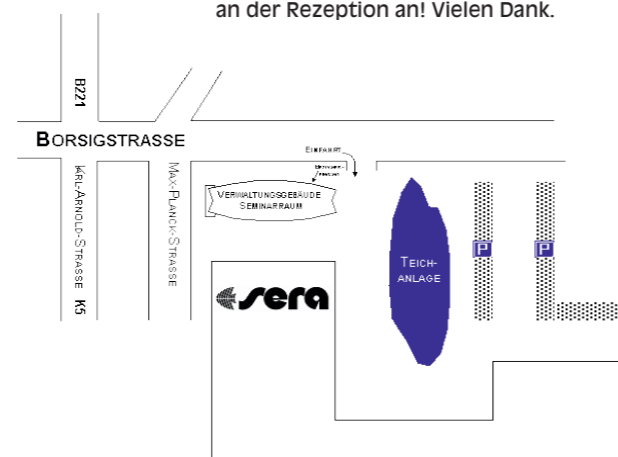 an der Rezeption an! Vielen Dank.
B221
BORSIGSTRASSE
EINFAHRT
KARL-ARNOLD-STRASSE K5
MAX-PLANCK-STRASSE
VERWALTUNGSGEBÄUDE
SEMINARRAUM
TEICH-
ANLAGE
P
P
sera